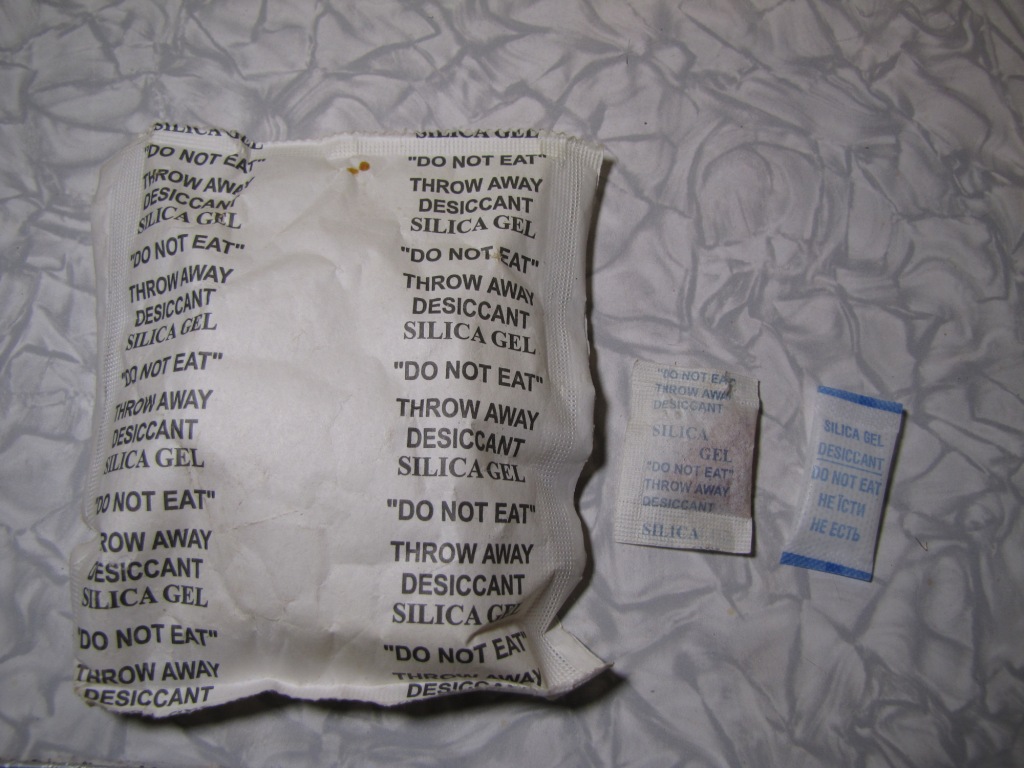 SILICA GEL
"DO NOT EAT"
THROW AWAY
DESICCANT
SILICA GEL
"DO NOT EAT"
THROW AWAY
DESICCANT
SILICA GEL
"DO NOT EAT"
THROW AWAY
DESICCANT
SILICA GEL
"DO NOT EAT"
ROW AWAY
DESICCANT
SILICA GEL
"DO NOT EAT"
THROW AWAY
DESICCANT
SILICA GEL
"DO NOT EAT"
THROW AWAY
DESICCANT
SILICA GEL
"DO NOT EAT"
THROW AWAY
DESICCANT
SILICA GEL
"DO NOT EAT"
THROW AWAY
DESICCANT
SILICA GEL
"DO NOT EAT"
THROW AWAY
DESICCANT
SILICA GEL
"DO NOT EAT"
THROW AWAY
DESICCANT
"DO NOT EAT
THROW AWAY
DESICCANT
SILICA
GEL
"DO NOT EAT"
THROW AWAY
DESICCANT
SILICA
SILICA GEL
DESICCANT
DO NOT EAT
НЕ ЇСТИ
НЕ ЕСТЬ